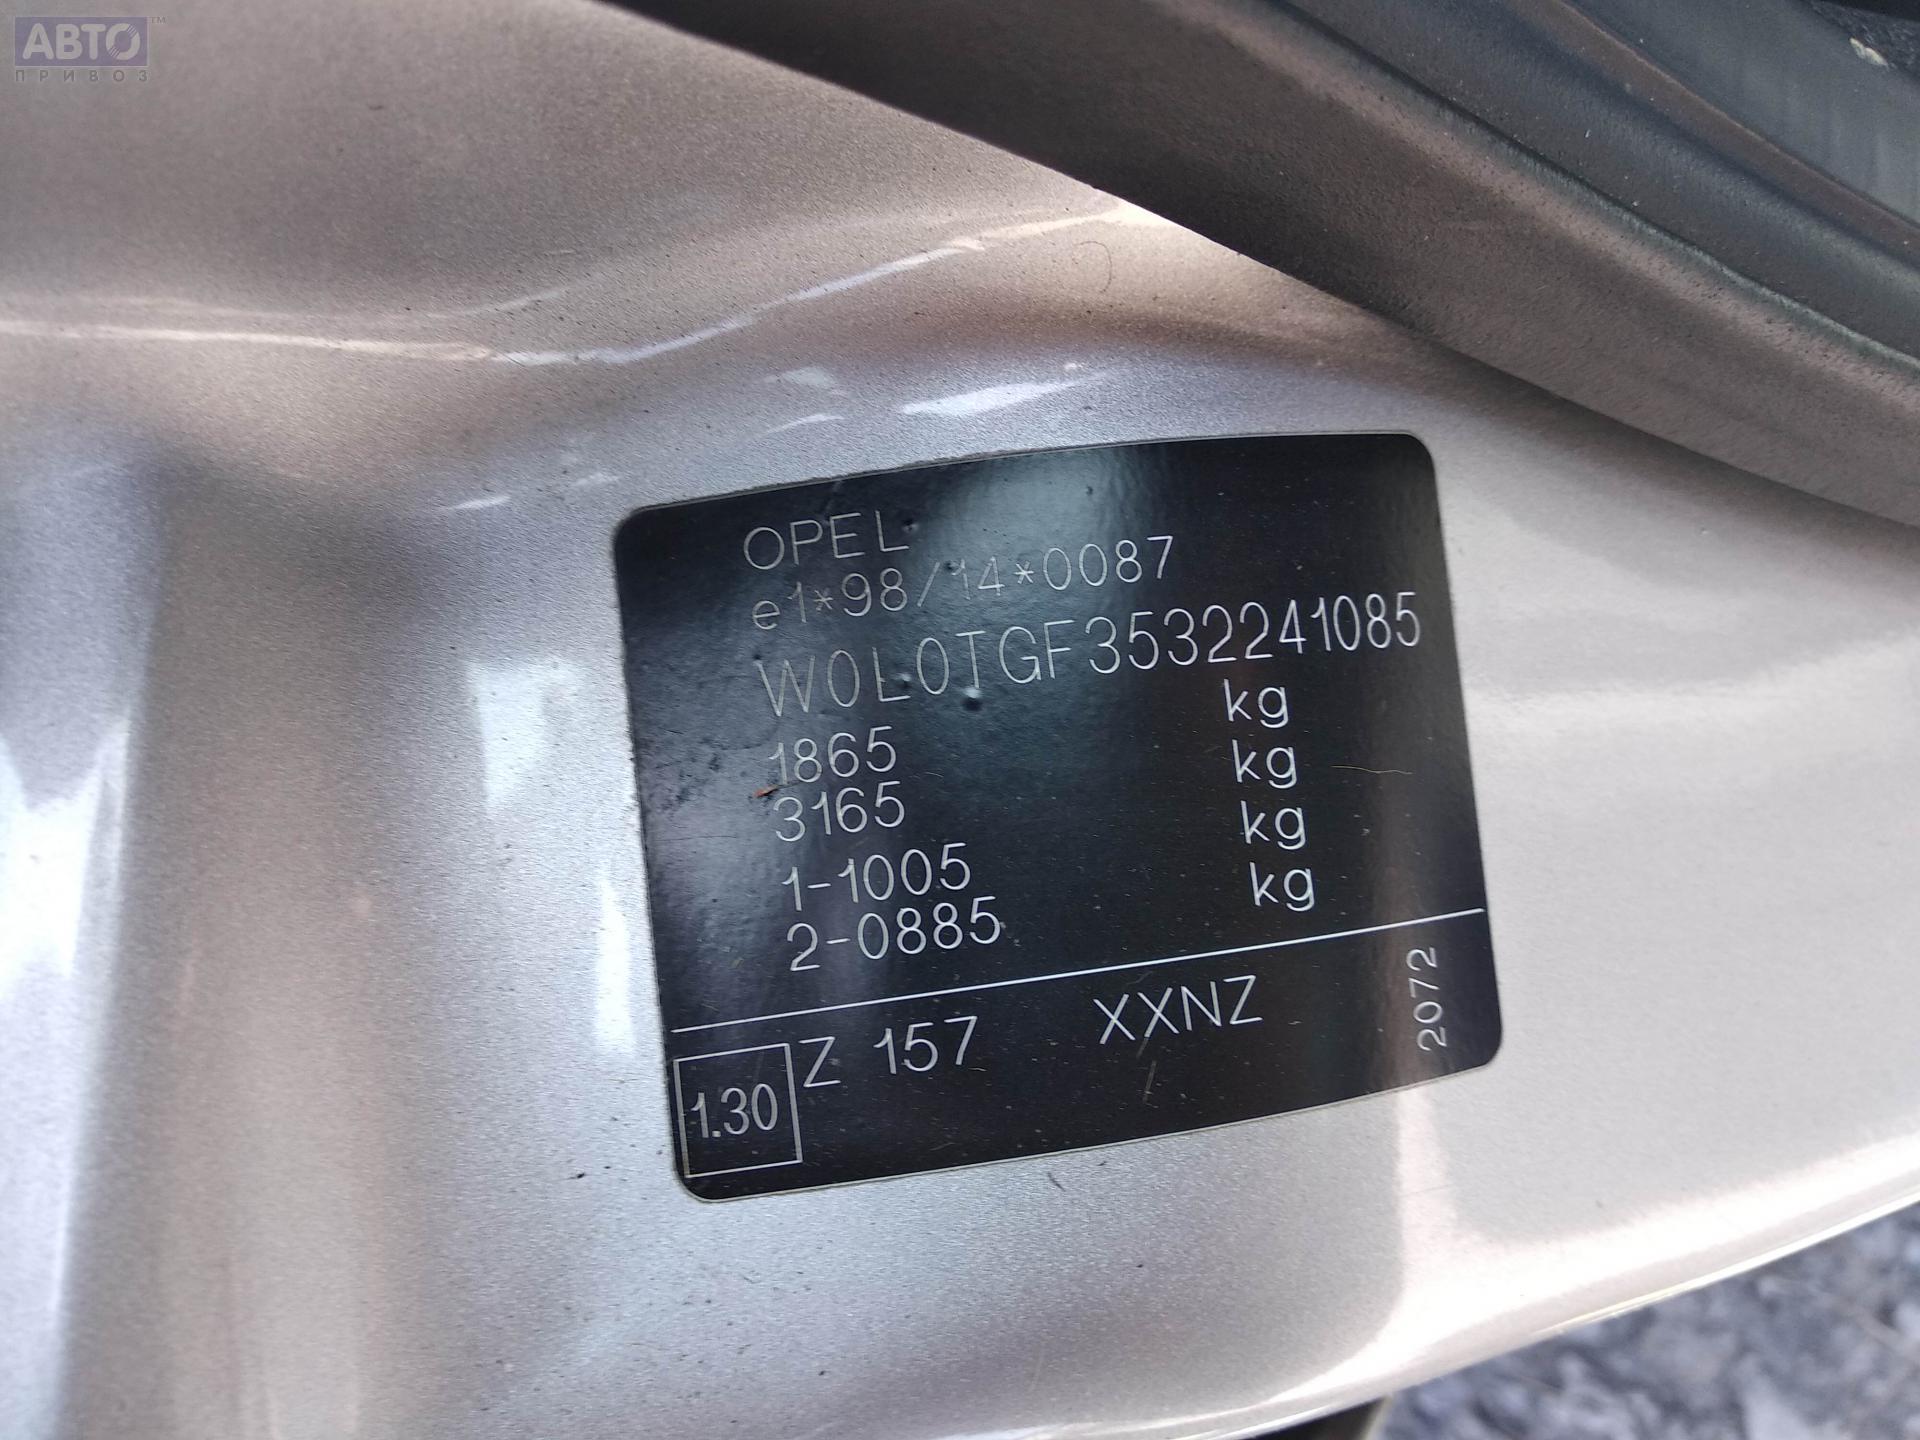 АВТО™
ПРИВОЗ
OPEL
e1*98/14*0087
W0L0TGF3532241085
1865 kg
3165 kg
1-1005 kg
2-0885 kg
1.30 Z 157 XXNZ 2072